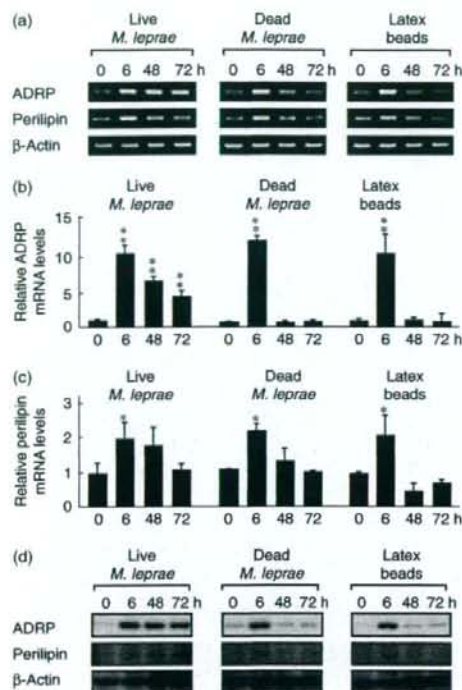 (a)
Live Dead Latex
M. leprae M. leprae beads
0 6 48 72 h 0 6 48 72 h 0 6 48 72 h
ADRP
Perilipin
β-Actin
(b)
Live Dead Latex
M. leprae M. leprae beads
Relative ADRP
mRNA levels
15
10
5
0
** ** ** ** **
0 6 48 72 0 6 48 72 0 6 48 72
(c)
Live Dead Latex
M. leprae M. leprae beads
Relative perilipin
mRNA levels
3
2
1
0
* * *
0 6 48 72 0 6 48 72 0 6 48 72
(d)
Live Dead Latex
M. leprae M. leprae beads
0 6 48 72 h 0 6 48 72 h 0 6 48 72 h
ADRP
Perilipin
β-Actin